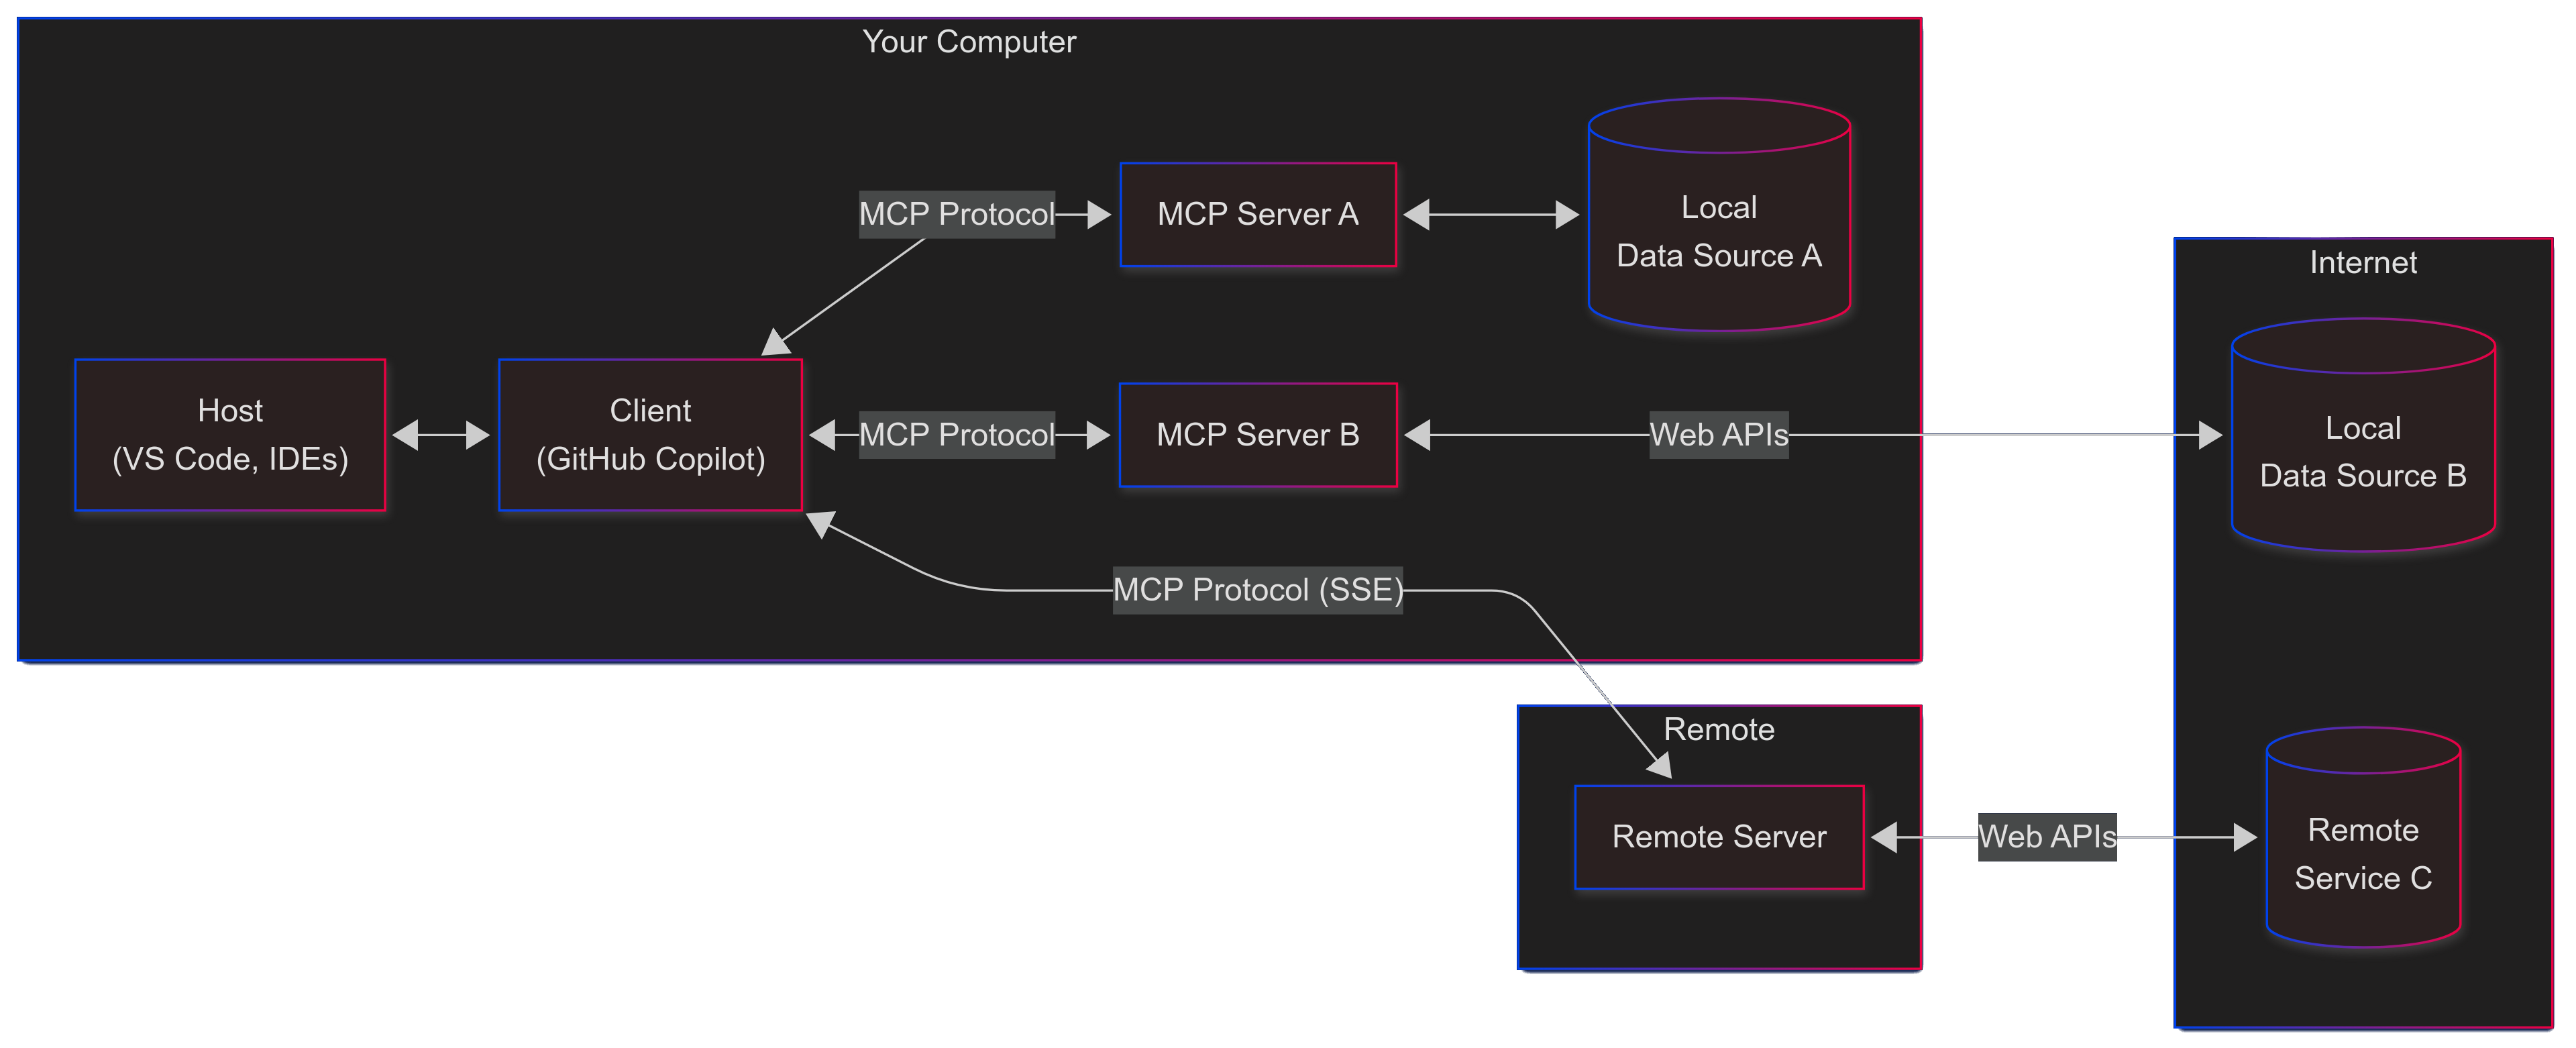 Your Computer
MCP Protocol
MCP Server A
Local
Data Source A
Host
(VS Code, IDEs)
Client
(GitHub Copilot)
MCP Protocol
MCP Server B
Web APIs
MCP Protocol (SSE)
Internet
Local
Data Source B
Remote
Remote Server
Web APIs
Remote
Service C